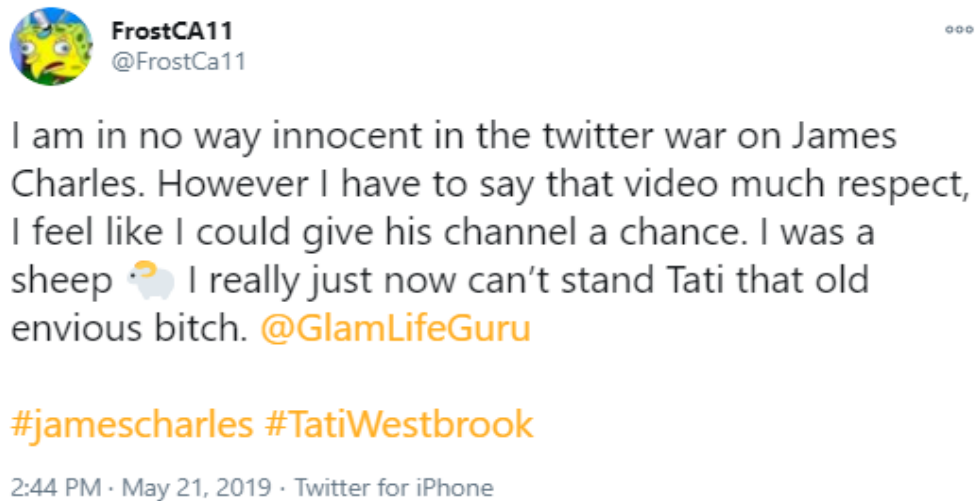 FrostCA11
@FrostCa11
I am in no way innocent in the twitter war on James
Charles. However I have to say that video much respect,
I feel like I could give his channel a chance. I was a
sheep 🐏 I really just now can't stand Tati that old
envious bitch. @GlamLifeGuru
#jamescharles #TatiWestbrook
2:44 PM · May 21, 2019 · Twitter for iPhone